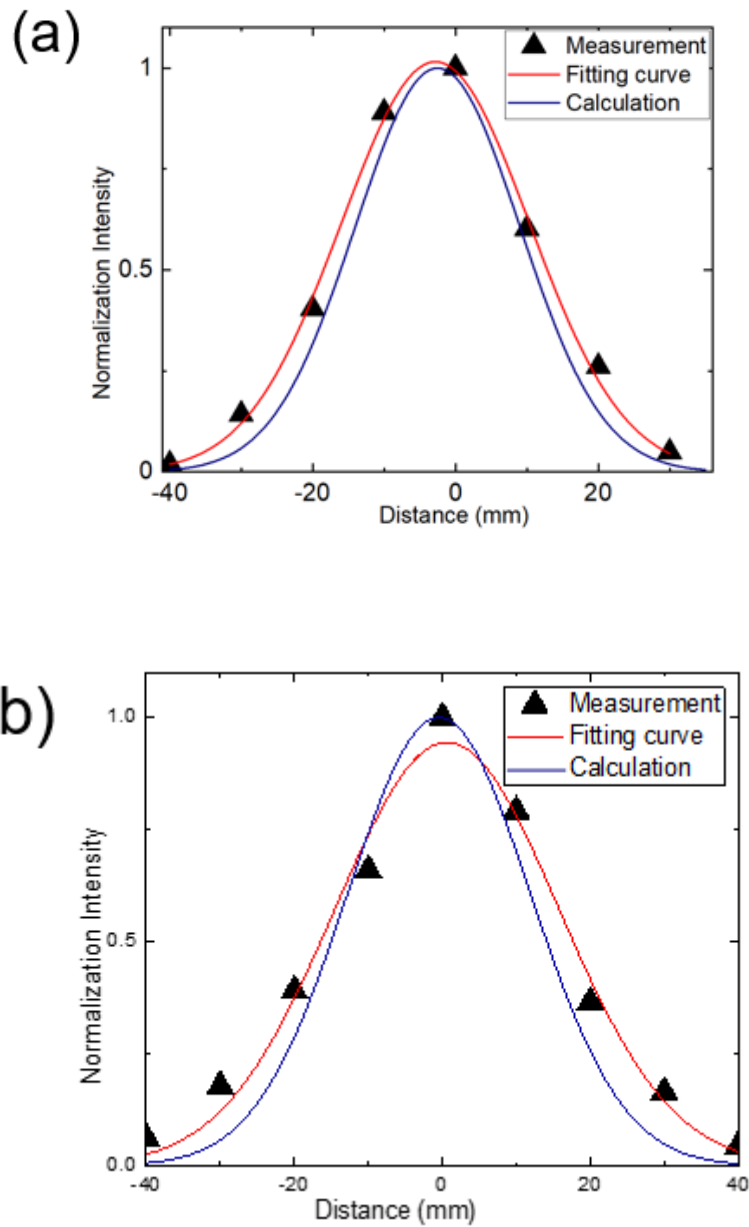 (a)
Measurement
Fitting curve
Calculation
1
0.5
0
Normalization Intensity
-40
-20
0
20
Distance (mm)
b)
Measurement
Fitting curve
Calculation
1.0
0.5
0.0
Normalization Intensity
-40
-20
0
20
40
Distance (mm)